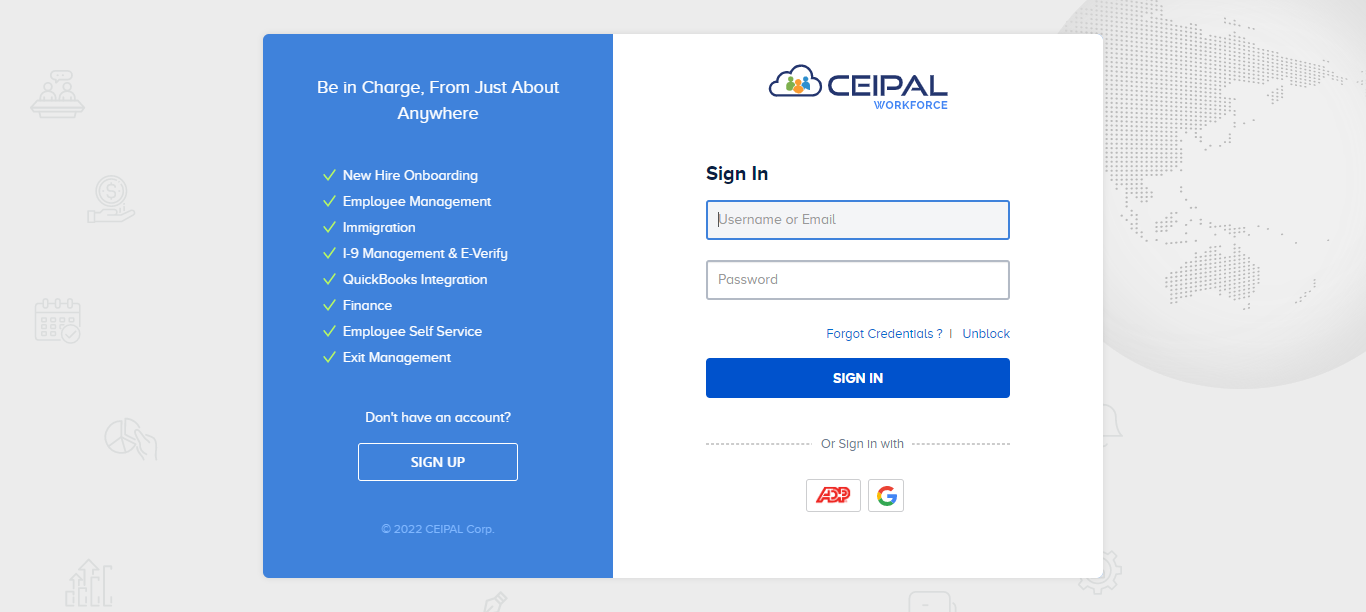 Be in Charge, From Just About
Anywhere
New Hire Onboarding
Employee Management
Immigration
I-9 Management & E-Verify
QuickBooks Integration
Finance
Employee Self Service
Exit Management
Don't have an account?
SIGN UP
© 2022 CEIPAL Corp.
CEIPAL
WORKFORCE
Sign In
Username or Email
Password
Forgot Credentials ? | Unblock
SIGN IN
Or Sign in with
ADP G